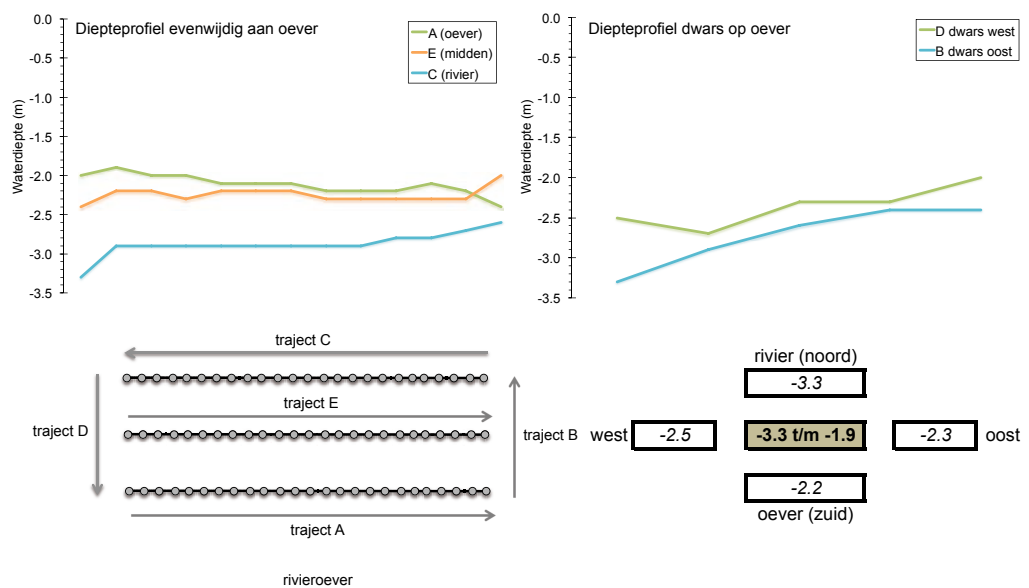 Diepteprofiel evenwijdig aan oever
A (oever)
E (midden)
C (rivier)
Waterdiepte (m)
0.0
-0.5
-1.0
-1.5
-2.0
-2.5
-3.0
-3.5
Diepteprofiel dwars op oever
D dwars west
B dwars oost
Waterdiepte (m)
0.0
-0.5
-1.0
-1.5
-2.0
-2.5
-3.0
-3.5
traject C
traject E
traject D
traject B
traject A
rivieroever
rivier (noord)
-3.3
west
-2.5
-3.3 t/m -1.9
-2.3
oost
-2.2
oever (zuid)